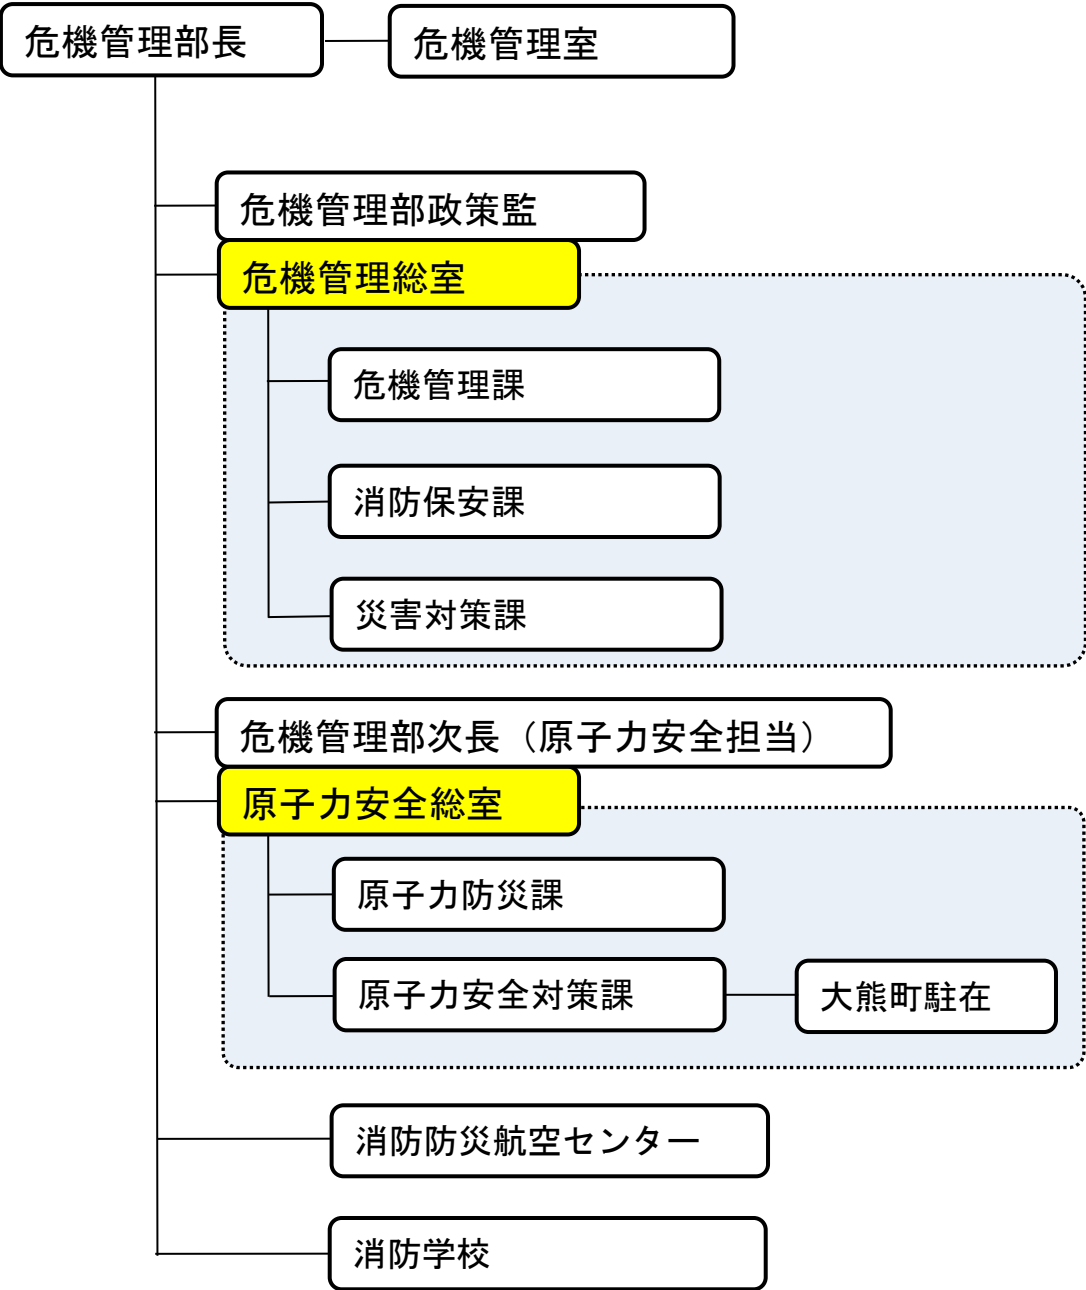 危機管理部長
危機管理室
危機管理部政策監
危機管理総室
危機管理課
消防保安課
災害対策課
危機管理部次長（原子力安全担当）
原子力安全総室
原子力防災課
原子力安全対策課
大熊町駐在
消防防災航空センター
消防学校